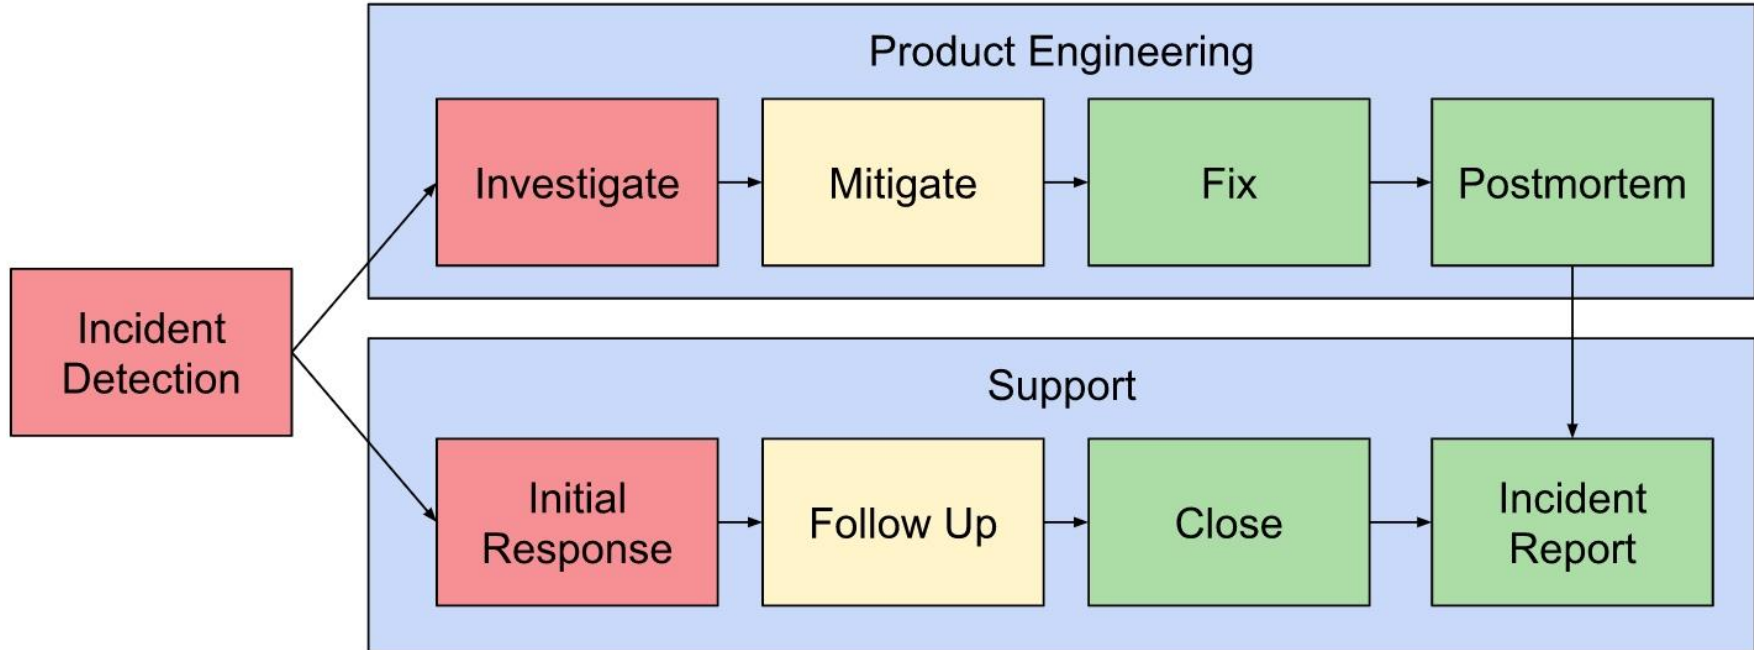 Product Engineering
Investigate
Mitigate
Fix
Postmortem
Incident
Detection
Support
Initial
Response
Follow Up
Close
Incident
Report